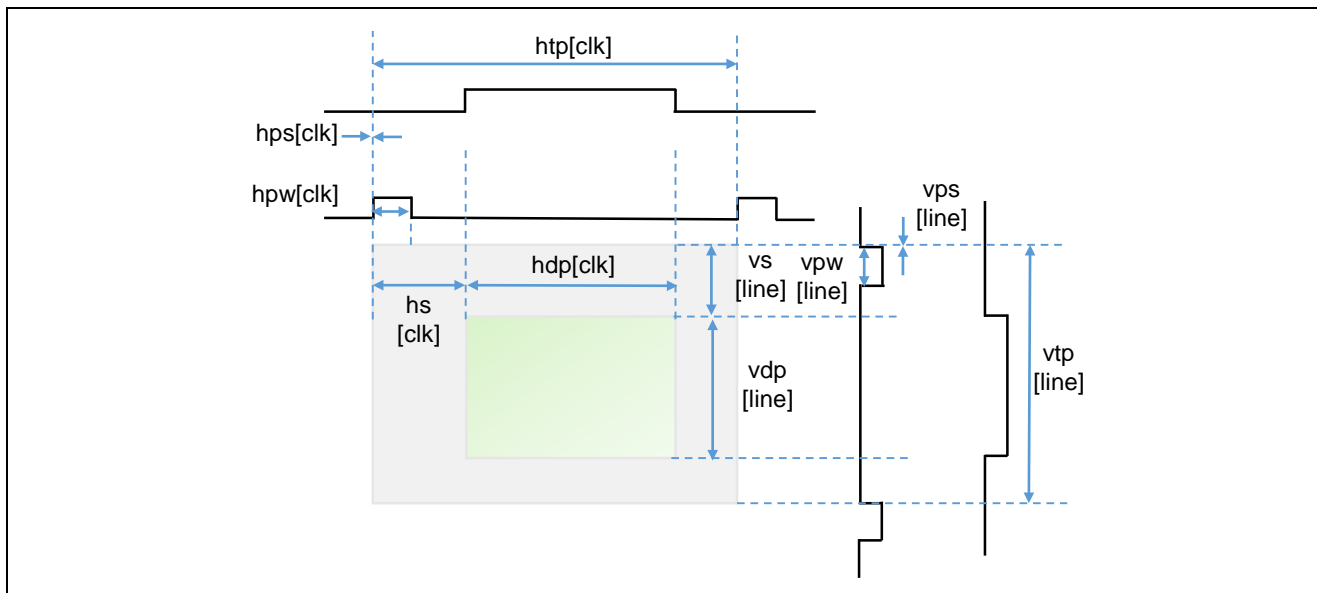 htp[clk]
hps[clk]
hpw[clk]
vps
[line]
hdp[clk]
vs
[line]
vpw
[line]
hs
[clk]
vdp
[line]
vtp
[line]